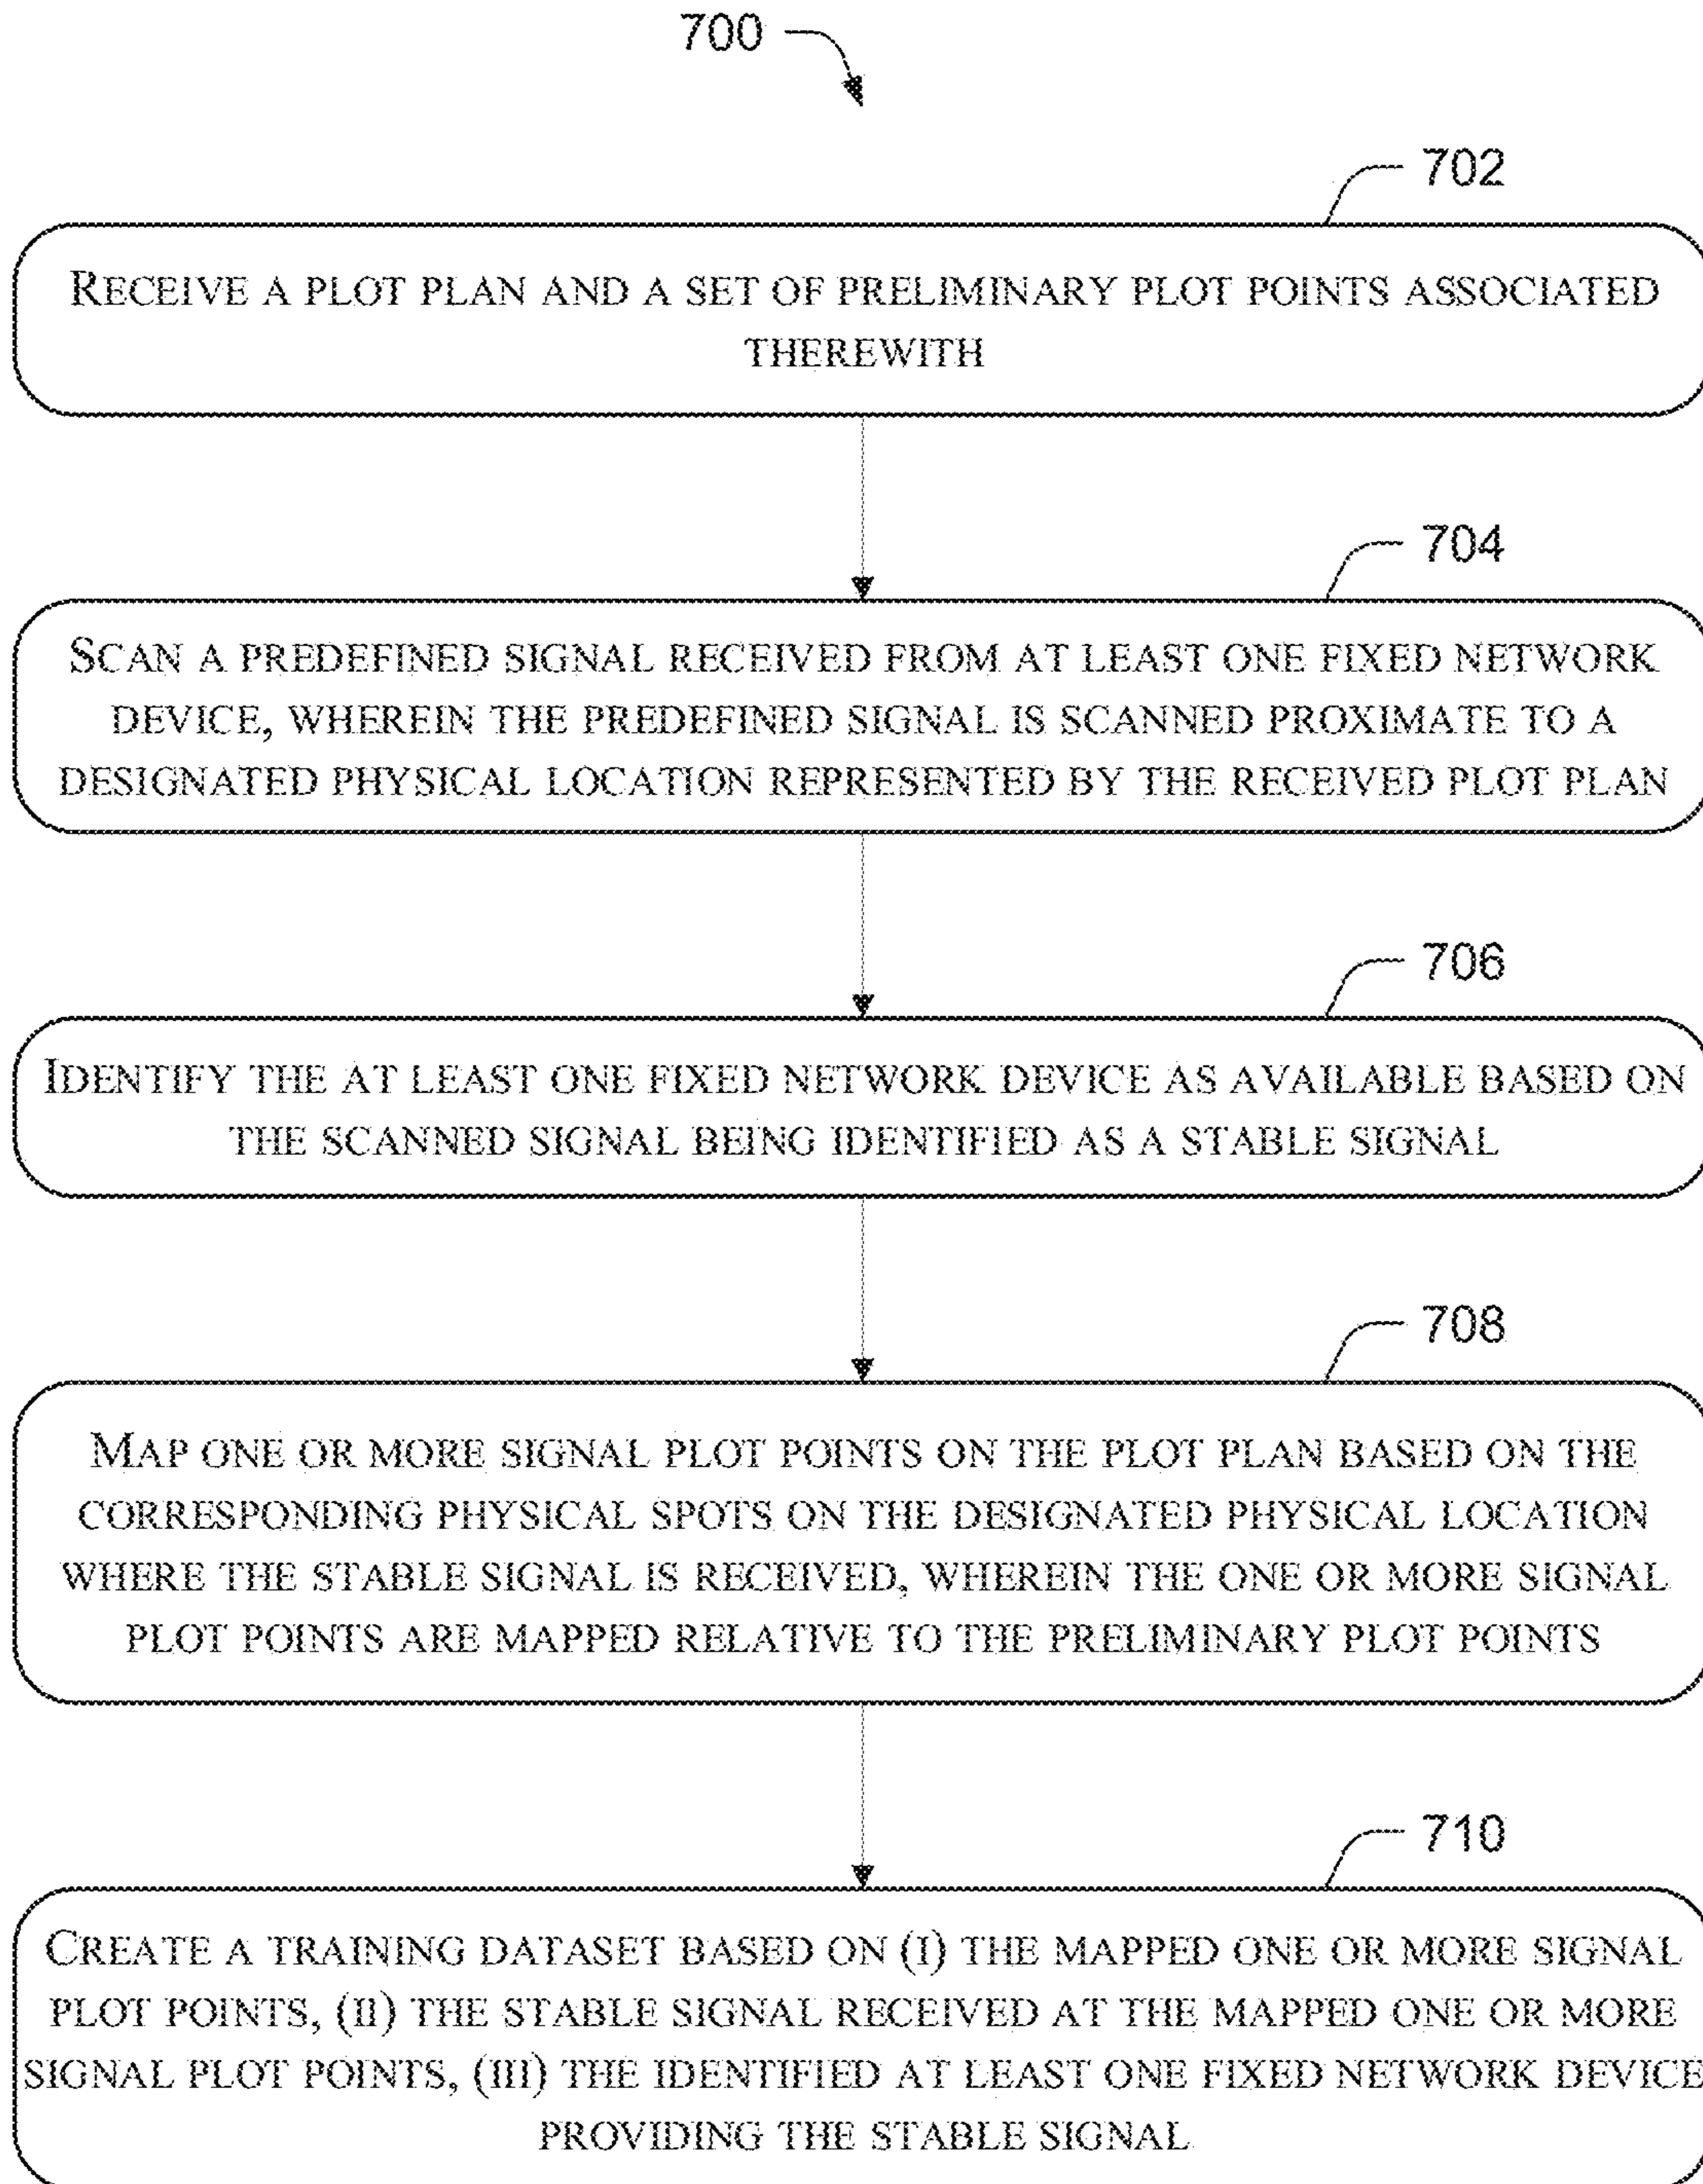 700
702
RECEIVE A PLOT PLAN AND A SET OF PRELIMINARY PLOT POINTS ASSOCIATED
THEREWITH
704
SCAN A PREDEFINED SIGNAL RECEIVED FROM AT LEAST ONE FIXED NETWORK
DEVICE, WHEREIN THE PREDEFINED SIGNAL IS SCANNED PROXIMATE TO A
DESIGNATED PHYSICAL LOCATION REPRESENTED BY THE RECEIVED PLOT PLAN
706
IDENTIFY THE AT LEAST ONE FIXED NETWORK DEVICE AS AVAILABLE BASED ON
THE SCANNED SIGNAL BEING IDENTIFIED AS A STABLE SIGNAL
708
MAP ONE OR MORE SIGNAL PLOT POINTS ON THE PLOT PLAN BASED ON THE
CORRESPONDING PHYSICAL SPOTS ON THE DESIGNATED PHYSICAL LOCATION
WHERE THE STABLE SIGNAL IS RECEIVED, WHEREIN THE ONE OR MORE SIGNAL
PLOT POINTS ARE MAPPED RELATIVE TO THE PRELIMINARY PLOT POINTS
710
CREATE A TRAINING DATASET BASED ON (I) THE MAPPED ONE OR MORE SIGNAL
PLOT POINTS, (II) THE STABLE SIGNAL RECEIVED AT THE MAPPED ONE OR MORE
SIGNAL PLOT POINTS, (III) THE IDENTIFIED AT LEAST ONE FIXED NETWORK DEVICE
PROVIDING THE STABLE SIGNAL